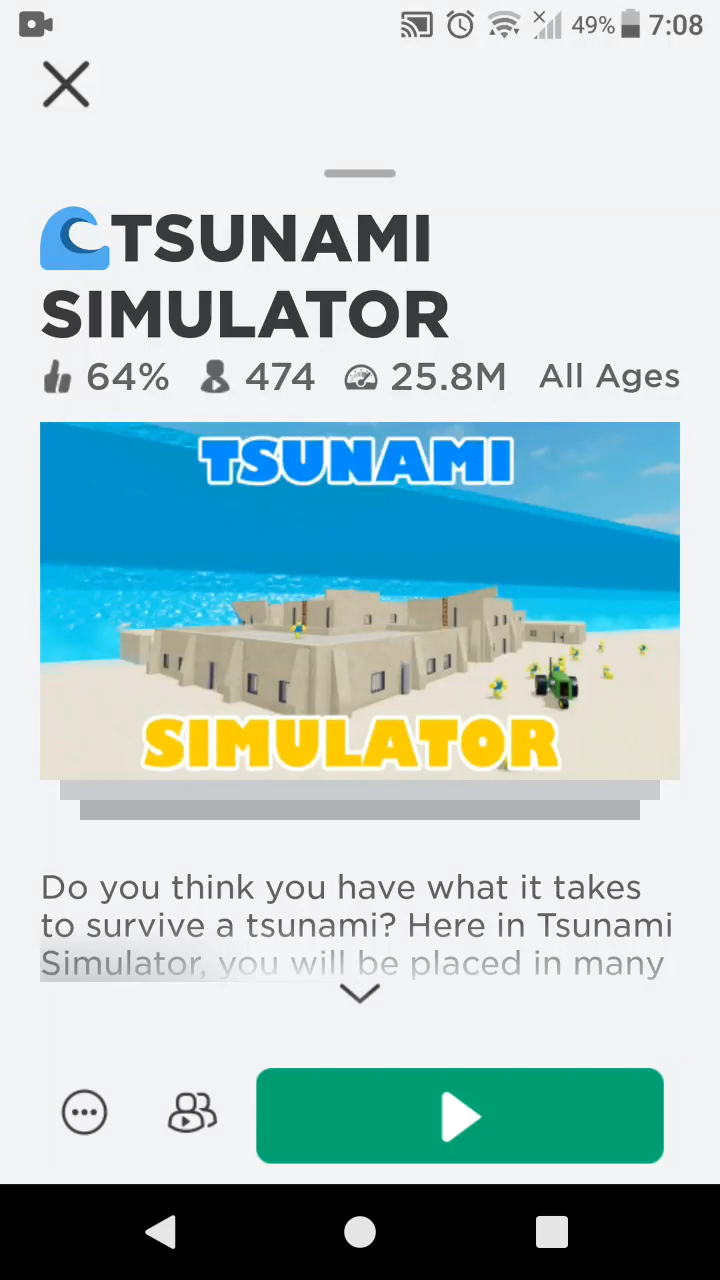 49% 7:08
🌊TSUNAMI
SIMULATOR
64% 474 25.8M All Ages
TSUNAMI
SIMULATOR
Do you think you have what it takes
to survive a tsunami? Here in Tsunami
Simulator, you will be placed in many